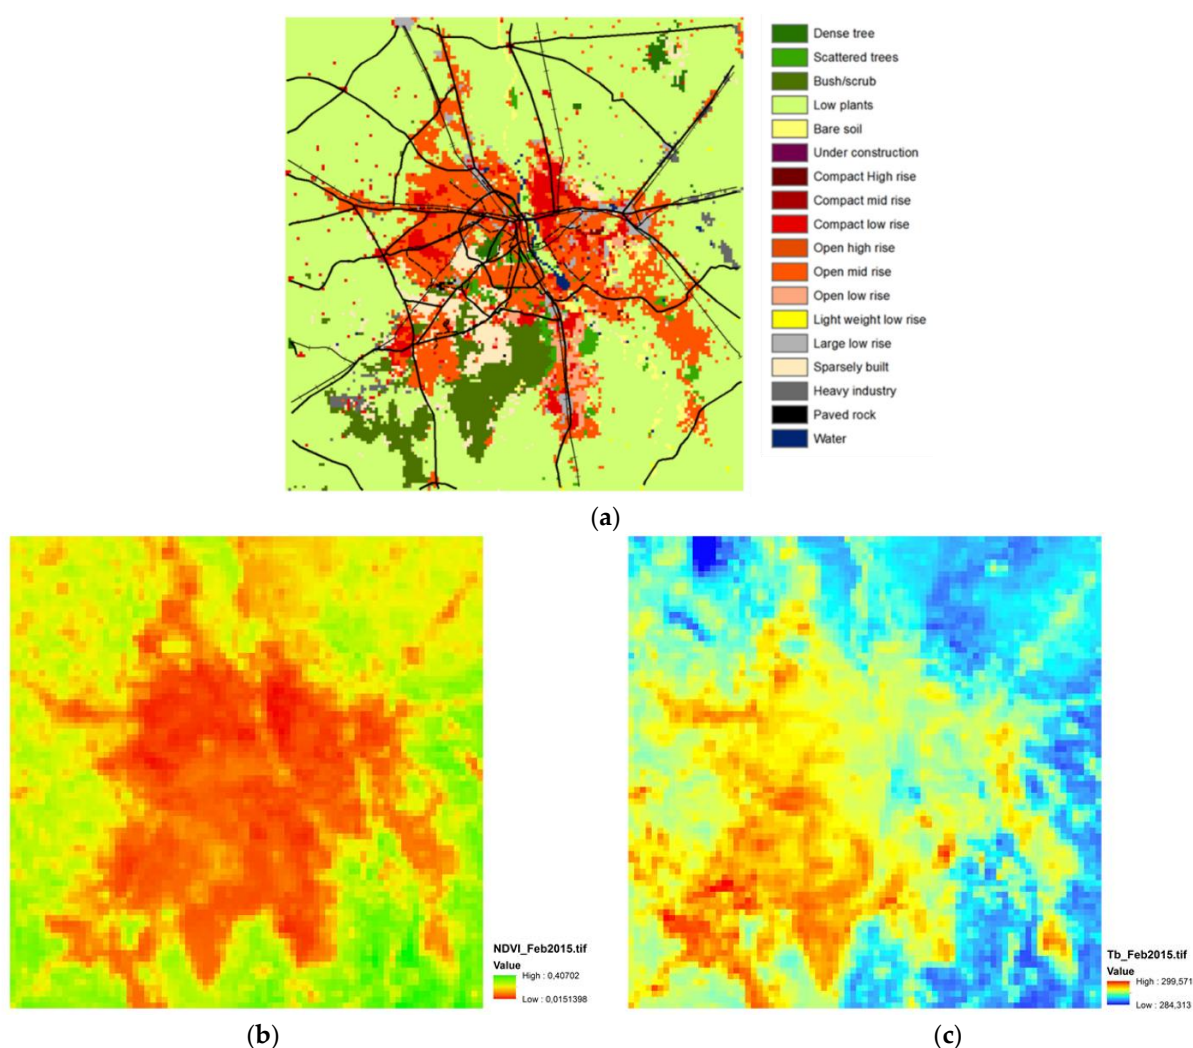 Dense tree
Scattered trees
Bush/scrub
Low plants
Bare soil
Under construction
Compact High rise
Compact mid rise
Compact low rise
Open high rise
Open mid rise
Open low rise
Light weight low rise
Large low rise
Sparsely built
Heavy industry
Paved rock
Water
(a)
NDVI_Feb2015.tif
Value
High : 0,40702
Low : 0,0151398
Tb_Feb2015.tif
Value
High : 299,571
Low : 284,313
(b)
(c)